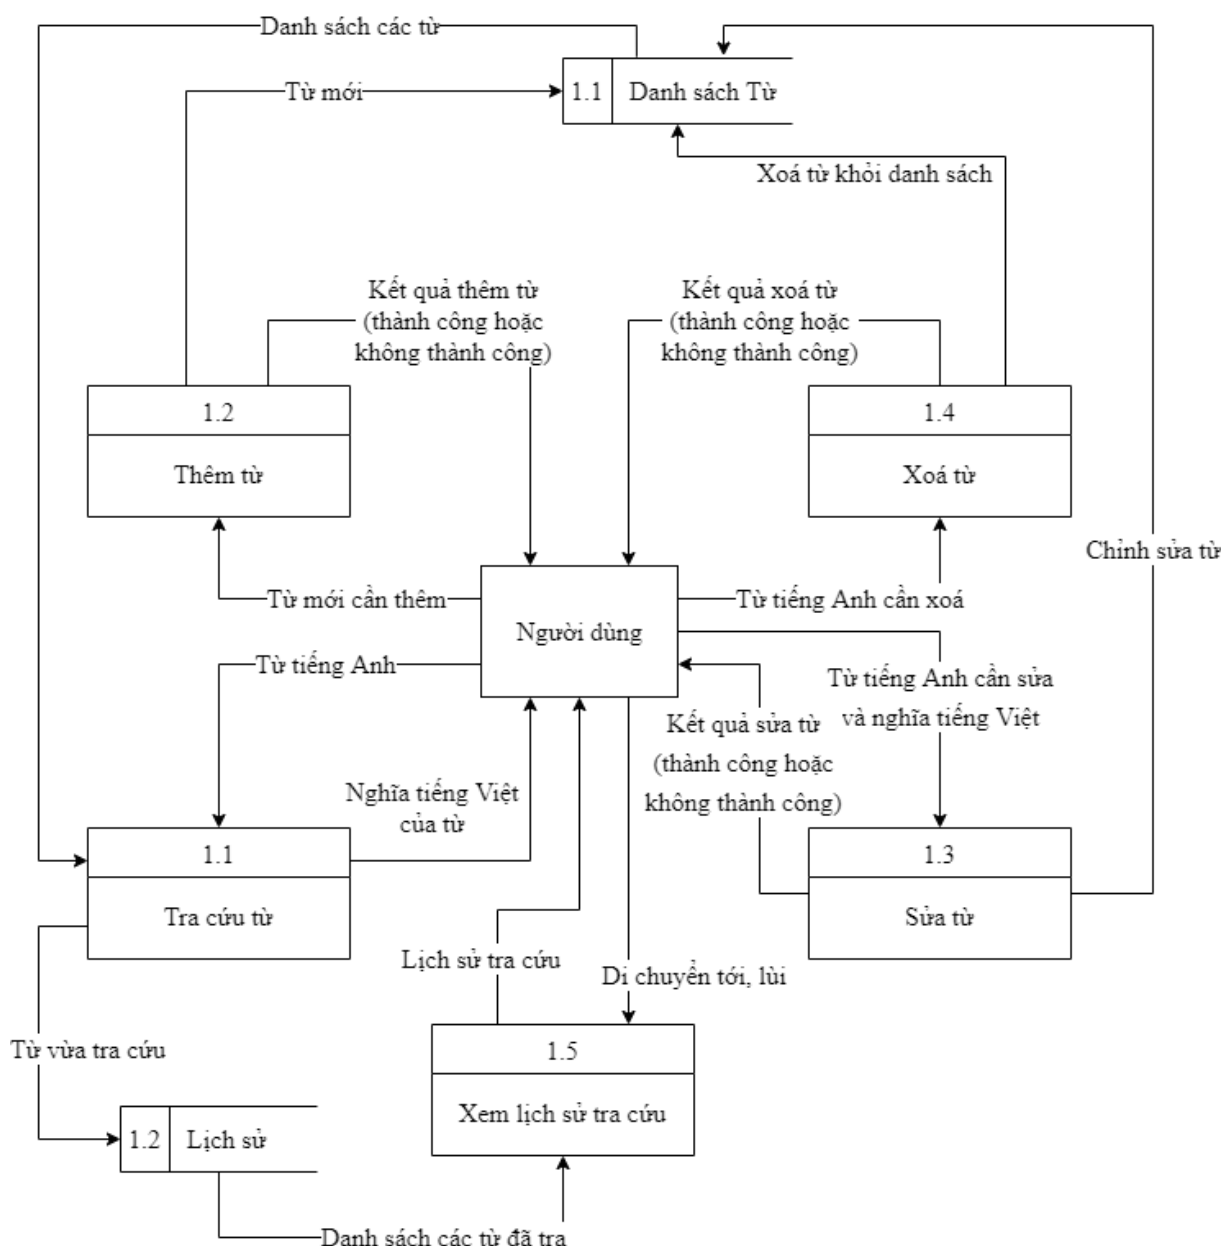 Danh sách các từ
Từ mới
1.1
Danh sách Từ
Xoá từ khỏi danh sách
Kết quả thêm từ
(thành công hoặc
không thành công)
Kết quả xoá từ
(thành công hoặc
không thành công)
1.2
Thêm từ
1.4
Xoá từ
Chỉnh sửa từ
Từ mới cần thêm
Người dùng
Từ tiếng Anh cần xoá
Từ tiếng Anh
Từ tiếng Anh cần sửa
và nghĩa tiếng Việt
Kết quả sửa từ
(thành công hoặc
không thành công)
Nghĩa tiếng Việt
của từ
1.1
Tra cứu từ
1.3
Sửa từ
Lịch sử tra cứu
Di chuyển tới, lùi
Từ vừa tra cứu
1.5
Xem lịch sử tra cứu
1.2
Lịch sử
Danh sách các từ đã tra